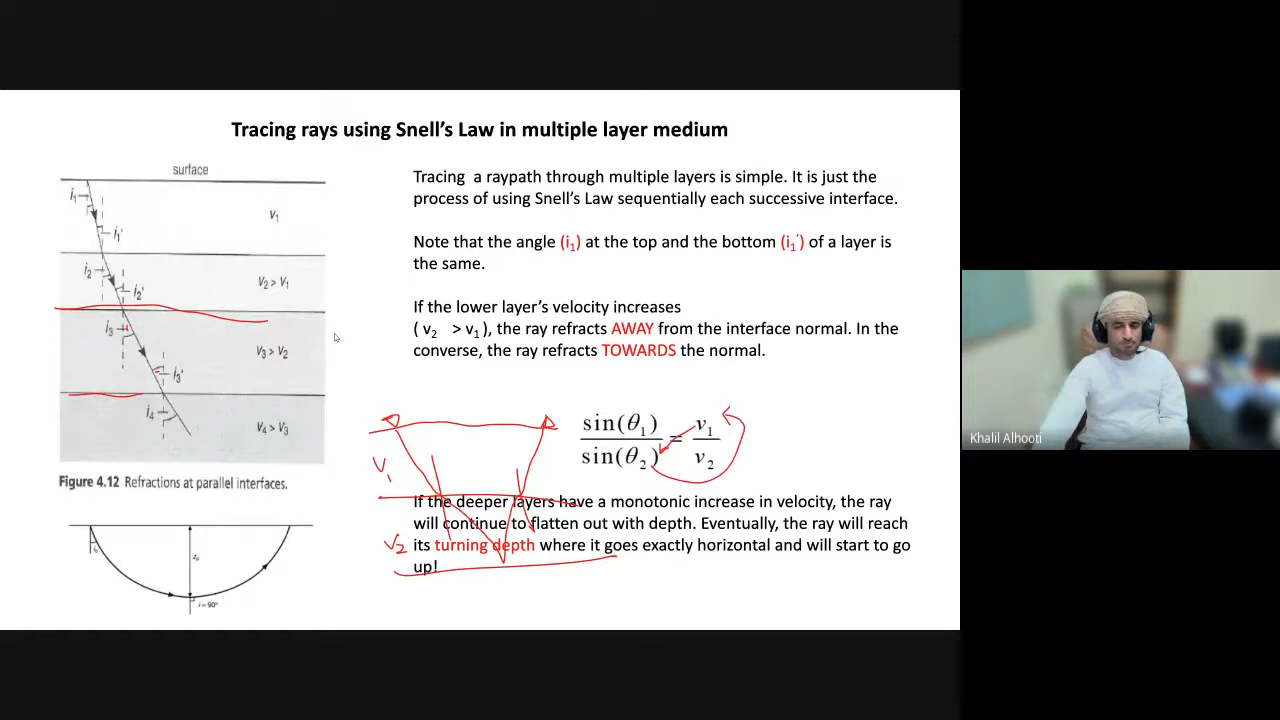 Tracing rays using Snell's Law in multiple layer medium
surface
i₁
v₁
i₁'
i₂
v₂ > v₁
i₂'
i₃
v₃ > v₂
i₃'
i₄
v₄ > v₃
Figure 4.12 Refractions at parallel interfaces.
i = 90°
Tracing a raypath through multiple layers is simple. It is just the
process of using Snell's Law sequentially each successive interface.
Note that the angle (i₁) at the top and the bottom (i₁') of a layer is
the same.
If the lower layer's velocity increases
( v₂ > v₁), the ray refracts AWAY from the interface normal. In the
converse, the ray refracts TOWARDS the normal.
sin(θ₁) / sin(θ₂) = v₁ / v₂
V₁
If the deeper layers have a monotonic increase in velocity, the ray
will continue to flatten out with depth. Eventually, the ray will reach
V₂
its turning depth where it goes exactly horizontal and will start to go
up!
Khalil Alhooti